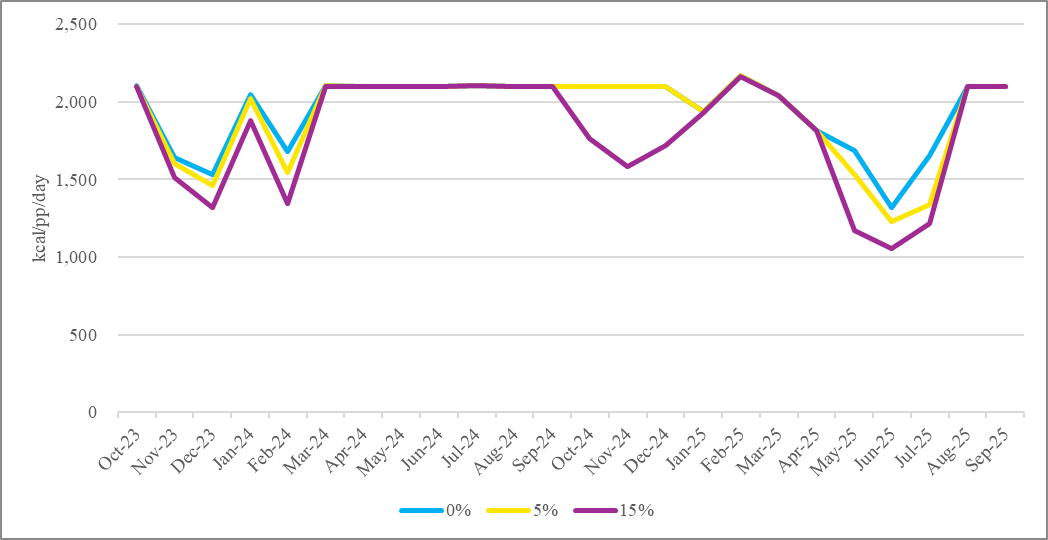 2,500
2,000
1,500
1,000
500
0
kcal/pp/day
Oct-23
Nov-23
Dec-23
Jan-24
Feb-24
Mar-24
Apr-24
May-24
Jun-24
Jul-24
Aug-24
Sep-24
Oct-24
Nov-24
Dec-24
Jan-25
Feb-25
Mar-25
Apr-25
May-25
Jun-25
Jul-25
Aug-25
Sep-25
0% 5% 15%